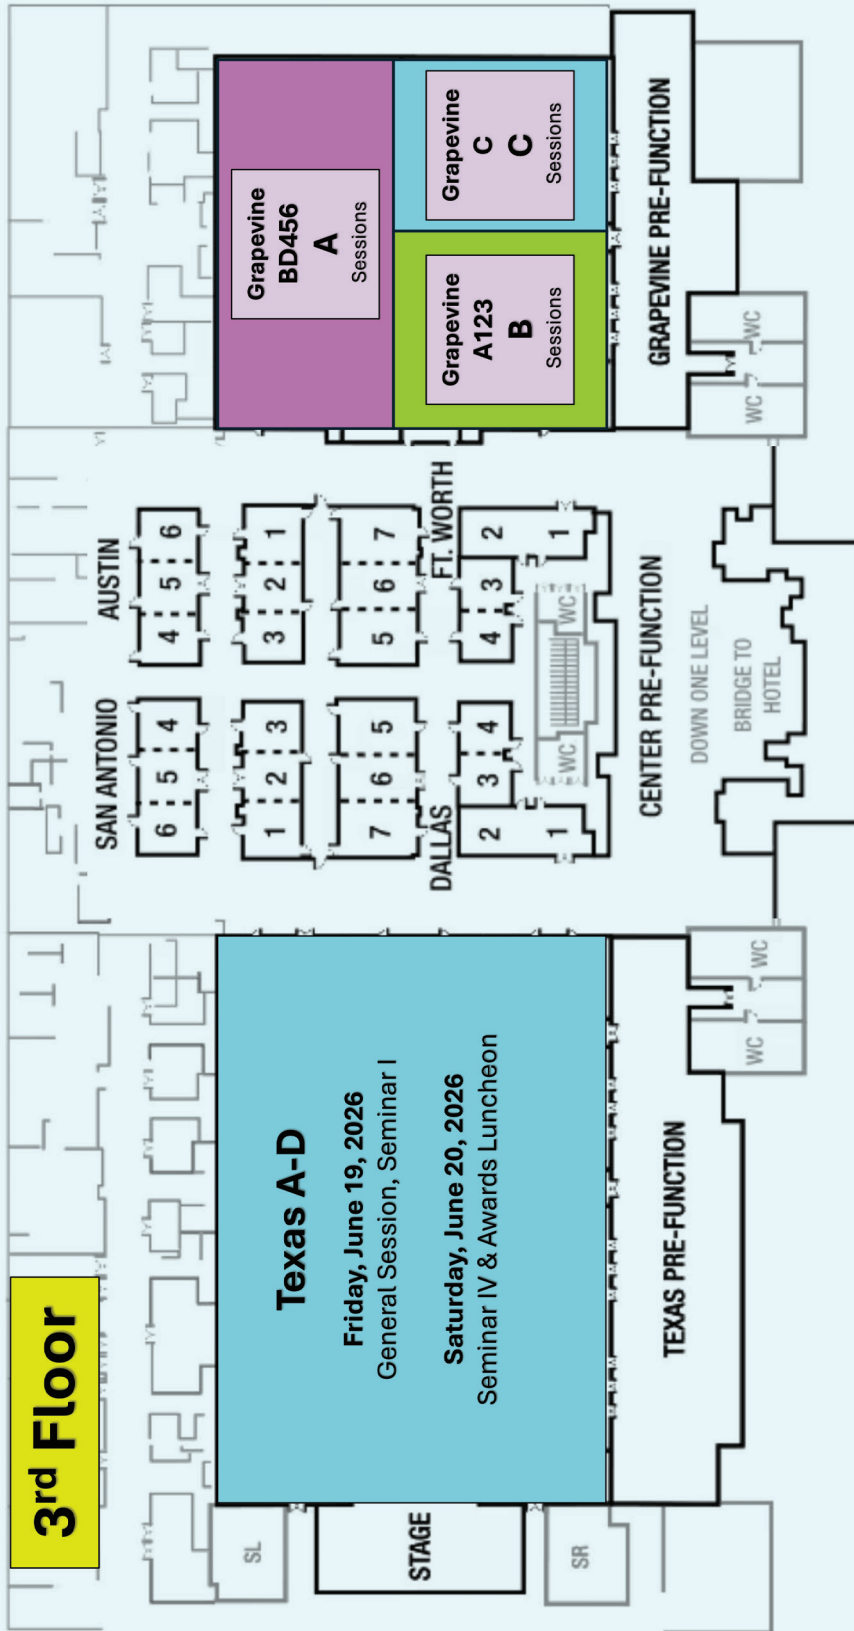 3rd Floor
STAGE
SL
SR
Texas A-D
Friday, June 19, 2026
General Session, Seminar I
Saturday, June 20, 2026
Seminar IV & Awards Luncheon
TEXAS PRE-FUNCTION
WC
WC
SAN ANTONIO
6 5 4
1 2 3
7 6 5
DALLAS
2 3 4
1
AUSTIN
4 5 6
3 2 1
5 6 7
FT. WORTH
4 3 2
1
WC
WC
CENTER PRE-FUNCTION
DOWN ONE LEVEL
BRIDGE TO
HOTEL
Grapevine
BD456
A
Sessions
Grapevine
A123
B
Sessions
Grapevine
C
C
Sessions
GRAPEVINE PRE-FUNCTION
WC
WC